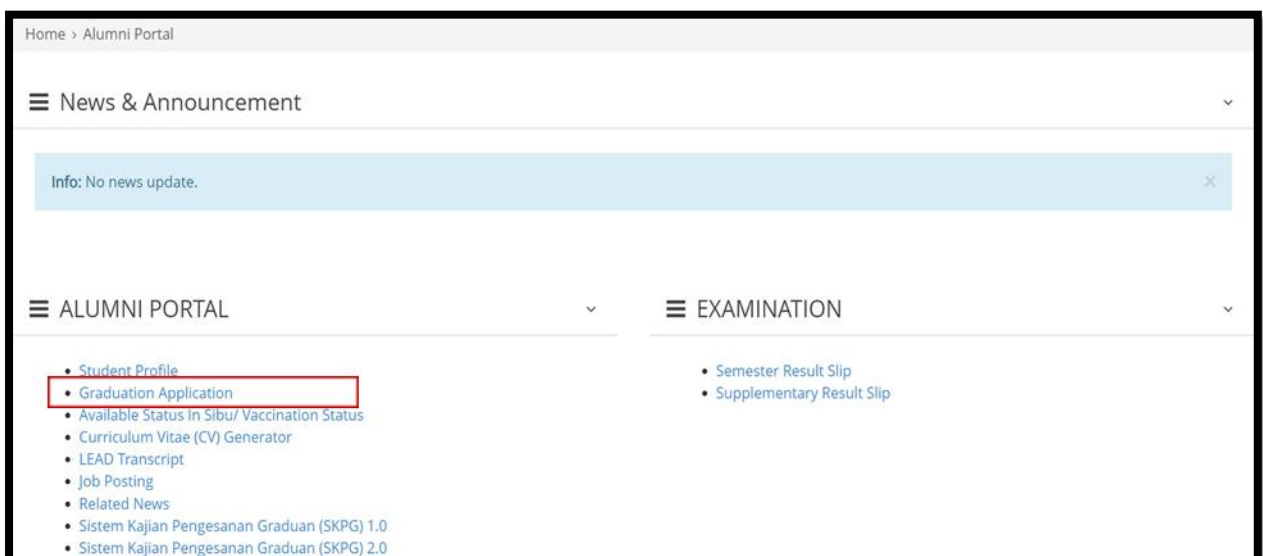 Home › Alumni Portal
News & Announcement
Info: No news update.
ALUMNI PORTAL
Student Profile
Graduation Application
Available Status In Sibu/ Vaccination Status
Curriculum Vitae (CV) Generator
LEAD Transcript
Job Posting
Related News
Sistem Kajian Pengesanan Graduan (SKPG) 1.0
Sistem Kajian Pengesanan Graduan (SKPG) 2.0
EXAMINATION
Semester Result Slip
Supplementary Result Slip